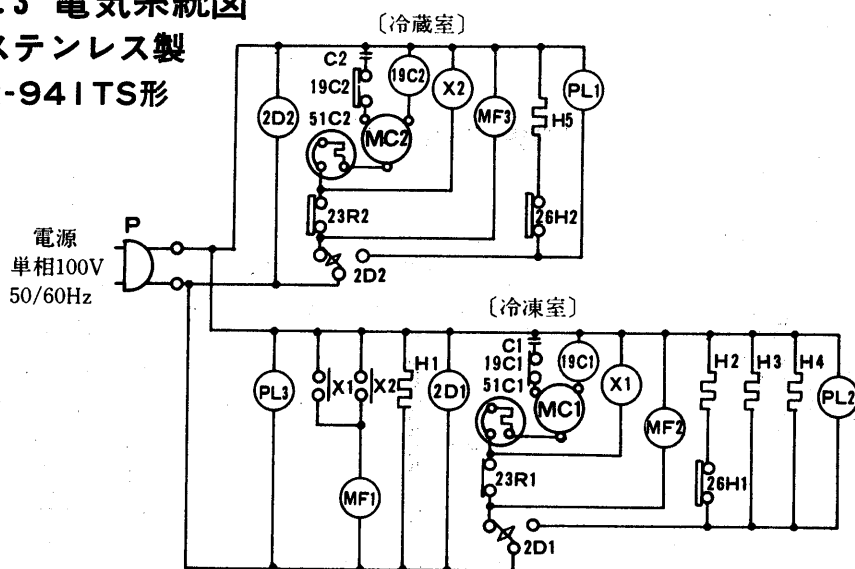 電気系統図
ステンレス製
-941TS形
〔冷蔵室〕
C2
19C2
19C2
X2
PL1
2D2
51C2
MC2
MF3
H5
P
23R2
26H2
電源
単相100V
50/60Hz
2D2
〔冷凍室〕
C1
19C1
19C1
H1
H2
H3
H4
PL3
X1
X2
2D1
51C1
MC1
X1
PL2
MF2
23R1
26H1
MF1
2D1